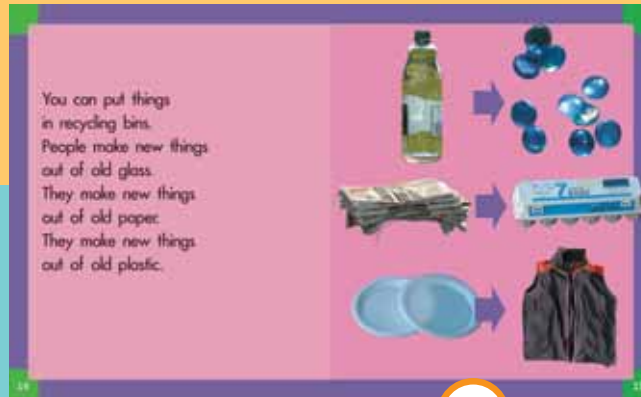 You can put things
in recycling bins.
People make new things
out of old glass.
They make new things
out of old paper.
They make new things
out of old plastic.
7